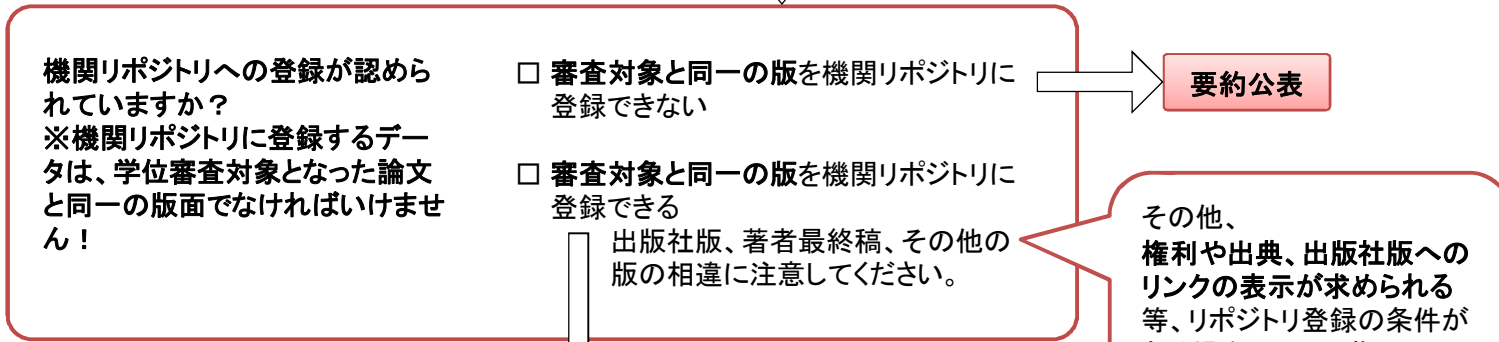 機関リポジトリへの登録が認めら
れていますか？
※機関リポジトリに登録するデー
タは、学位審査対象となった論文
と同一の版面でなければいけませ
ん！
□ 審査対象と同一の版を機関リポジトリに
登録できない
要約公表
□ 審査対象と同一の版を機関リポジトリに
登録できる
出版社版、著者最終稿、その他の
版の相違に注意してください。
その他、
権利や出典、出版社版への
リンクの表示が求められる
等、リポジトリ登録の条件が